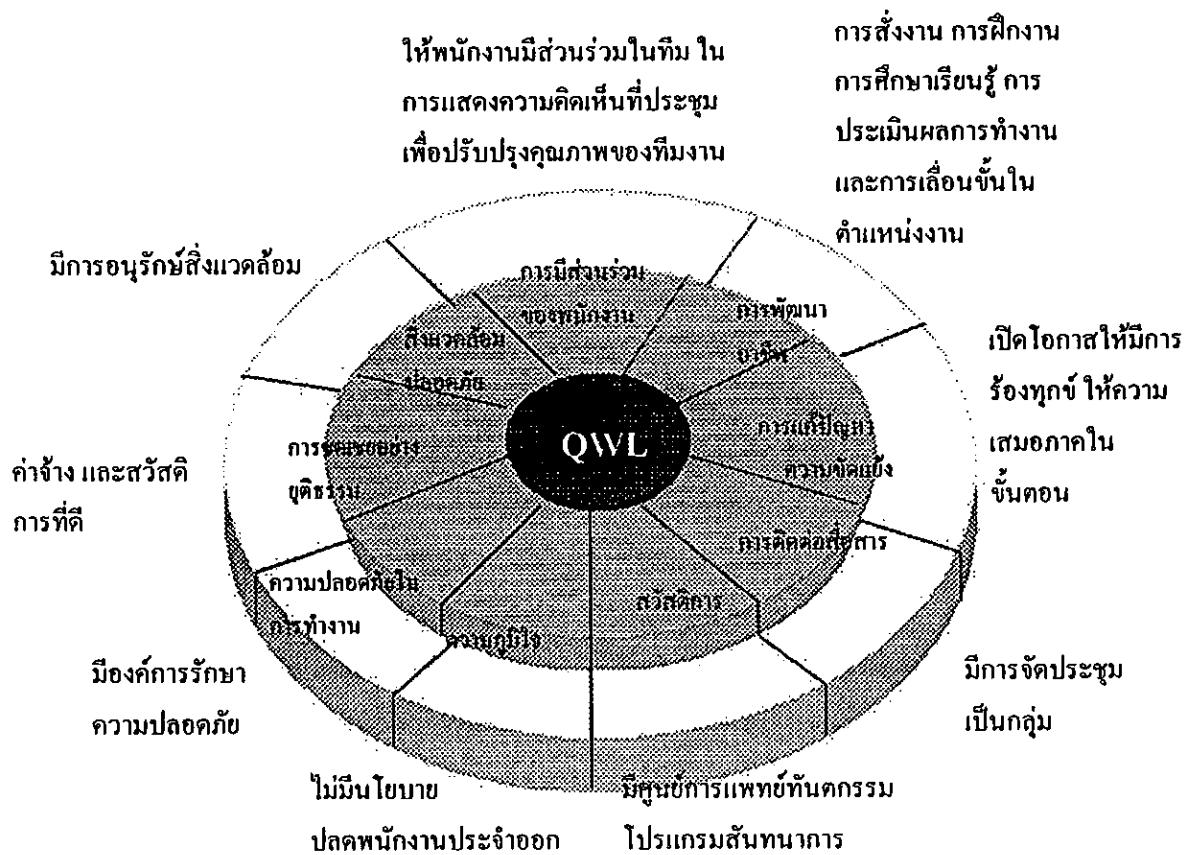 ให้พนักงานมีส่วนร่วมในทีม ใน
การแสดงความคิดเห็นที่ประชุม
เพื่อปรับปรุงคุณภาพของทีมงาน
การสั่งงาน การฝึกงาน
การศึกษาเรียนรู้ การ
ประเมินผลการทำงาน
และการเลื่อนขั้นใน
ตำแหน่งงาน
มีการอนุรักษ์สิ่งแวดล้อม
การมีส่วนร่วม
ของพนักงาน
การพัฒนา
อาชีพ
สิ่งแวดล้อม
ปลอดภัย
เปิดโอกาสให้มีการ
ร้องทุกข์ ให้ความ
เสมอภาคใน
ขั้นตอน
QWL
การแก้ปัญหา
ความขัดแย้ง
การชดเชยอย่าง
ยุติธรรม
ค่าจ้าง และสวัสดิ
การที่ดี
การติดต่อสื่อสาร
ความปลอดภัยใน
การทำงาน
สวัสดิการ
ความภูมิใจ
มีองค์การรักษา
ความปลอดภัย
มีการจัดประชุม
เป็นกลุ่ม
ไม่มีนโยบาย
ปลดพนักงานประจำออก
มีศูนย์การแพทย์ทันตกรรม
โปรแกรมสันทนาการ